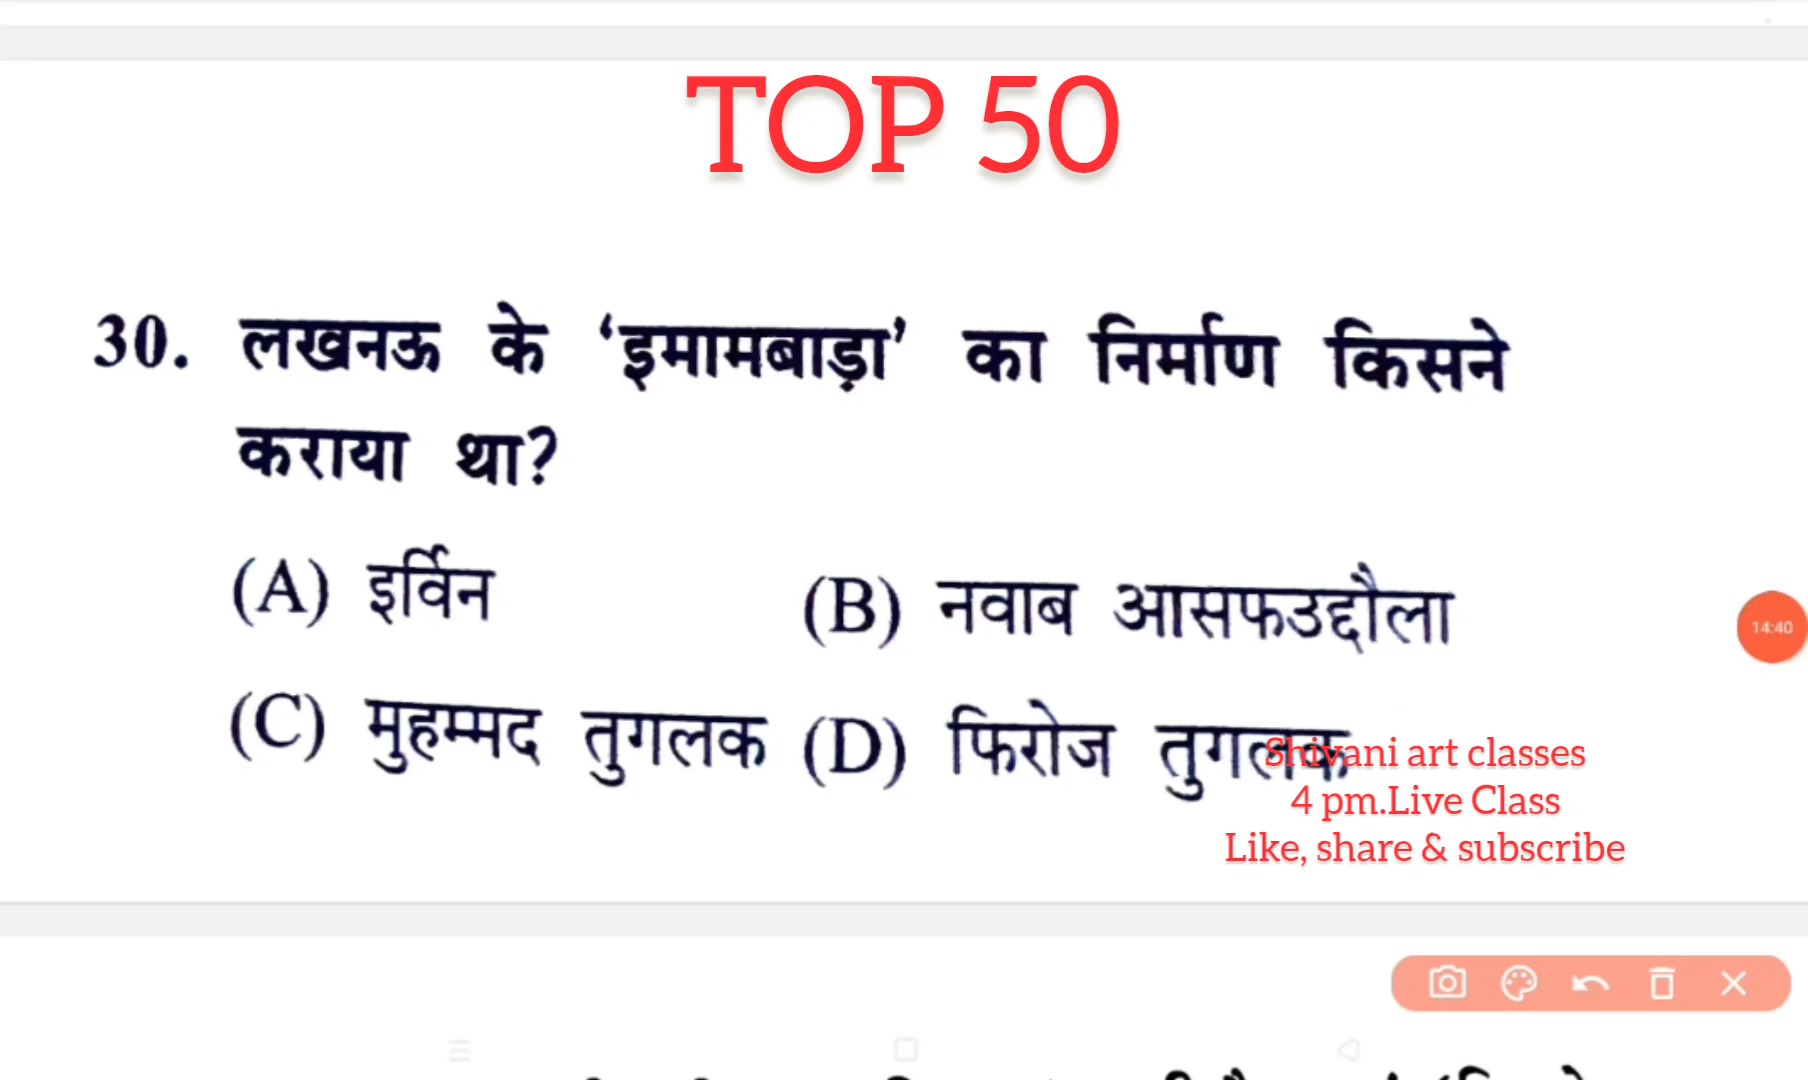 TOP 50
30. लखनऊ के ‘इमामबाड़ा’ का निर्माण किसने
कराया था?
(A) इर्विन (B) नवाब आसफउद्दौला
(C) मुहम्मद तुगलक (D) फिरोज तुगलक
14:40
Shivani art classes
4 pm.Live Class
Like, share & subscribe